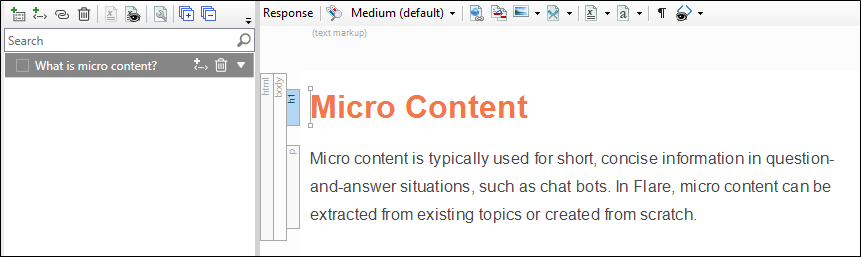 Response
Medium (default)
Search
(text markup)
What is micro content?
html
body
h1
Micro Content
p
Micro content is typically used for short, concise information in question-
and-answer situations, such as chat bots. In Flare, micro content can be
extracted from existing topics or created from scratch.